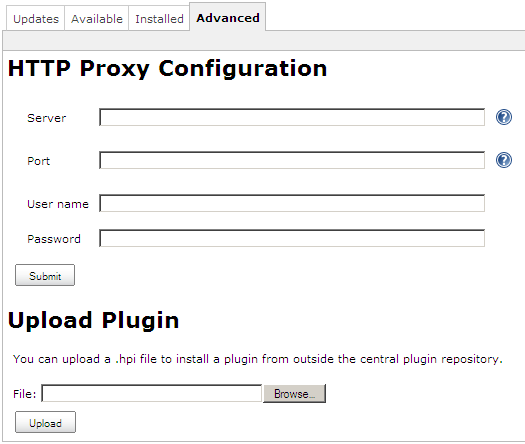 Updates Available Installed Advanced
HTTP Proxy Configuration
Server ?
Port ?
User name
Password
Submit
Upload Plugin
You can upload a .hpi file to install a plugin from outside the central plugin repository.
File: Browse...
Upload